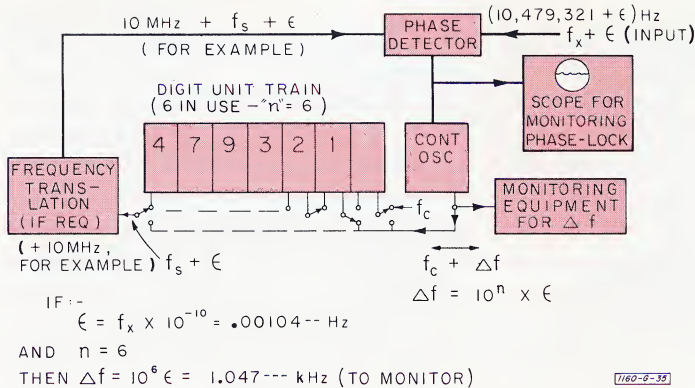 10 MHz + fs + ϵ
(FOR EXAMPLE)
PHASE DETECTOR
(10,479,321 + ϵ) Hz
fx + ϵ (INPUT)
DIGIT UNIT TRAIN
(6 IN USE – "n" = 6)
4 7 9 3 2 1
CONT OSC
SCOPE FOR
MONITORING
PHASE-LOCK
FREQUENCY
TRANS-
LATION
(IF REQ)
(+ 10 MHz,
FOR EXAMPLE)
fs + ϵ
fc
MONITORING
EQUIPMENT
FOR Δf
fc + Δf
Δf = 10ⁿ × ϵ
IF :-
ϵ = fx × 10⁻¹⁰ = .00104-- Hz
AND n = 6
THEN Δf = 10⁶ ϵ = 1.047--- kHz (TO MONITOR)
1160-G-35